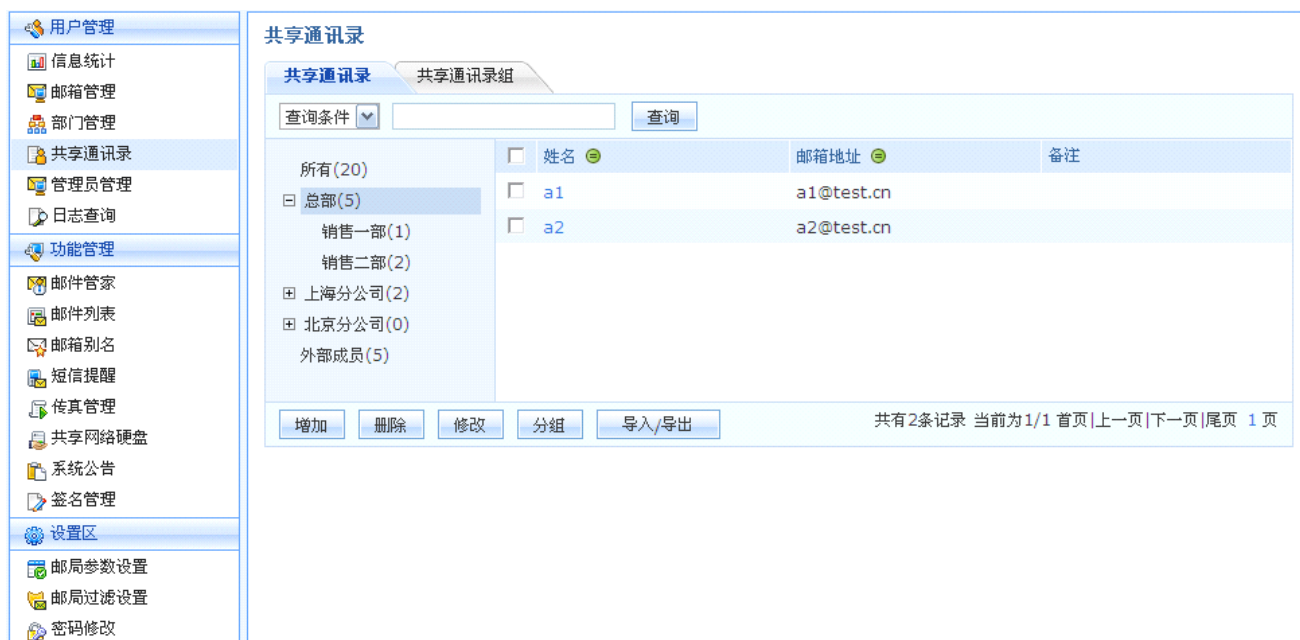 用户管理
信息统计
邮箱管理
部门管理
共享通讯录
管理员管理
日志查询
功能管理
邮件管家
邮件列表
邮箱别名
短信提醒
传真管理
共享网络硬盘
系统公告
签名管理
设置区
邮局参数设置
邮局过滤设置
密码修改
共享通讯录
共享通讯录 共享通讯录组
查询条件 查询
所有(20)
总部(5)
销售一部(1)
销售二部(2)
上海分公司(2)
北京分公司(0)
外部成员(5)
姓名 邮箱地址 备注
a1 a1@test.cn
a2 a2@test.cn
增加 删除 修改 分组 导入/导出 共有2条记录 当前为1/1 首页|上一页|下一页|尾页 1 页